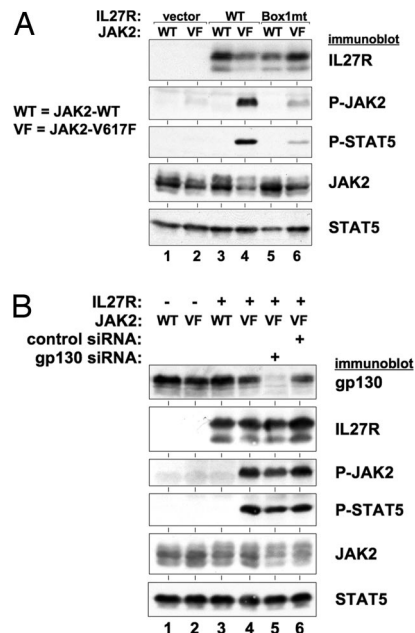 A
IL27R: vector WT Box1mt
JAK2: WT VF WT VF WT VF
immunoblot
IL27R
WT = JAK2-WT
VF = JAK2-V617F
P-JAK2
P-STAT5
JAK2
STAT5
1 2 3 4 5 6
B
IL27R: - - + + + +
JAK2: WT VF WT VF VF VF
control siRNA: +
gp130 siRNA: +
immunoblot
gp130
IL27R
P-JAK2
P-STAT5
JAK2
STAT5
1 2 3 4 5 6